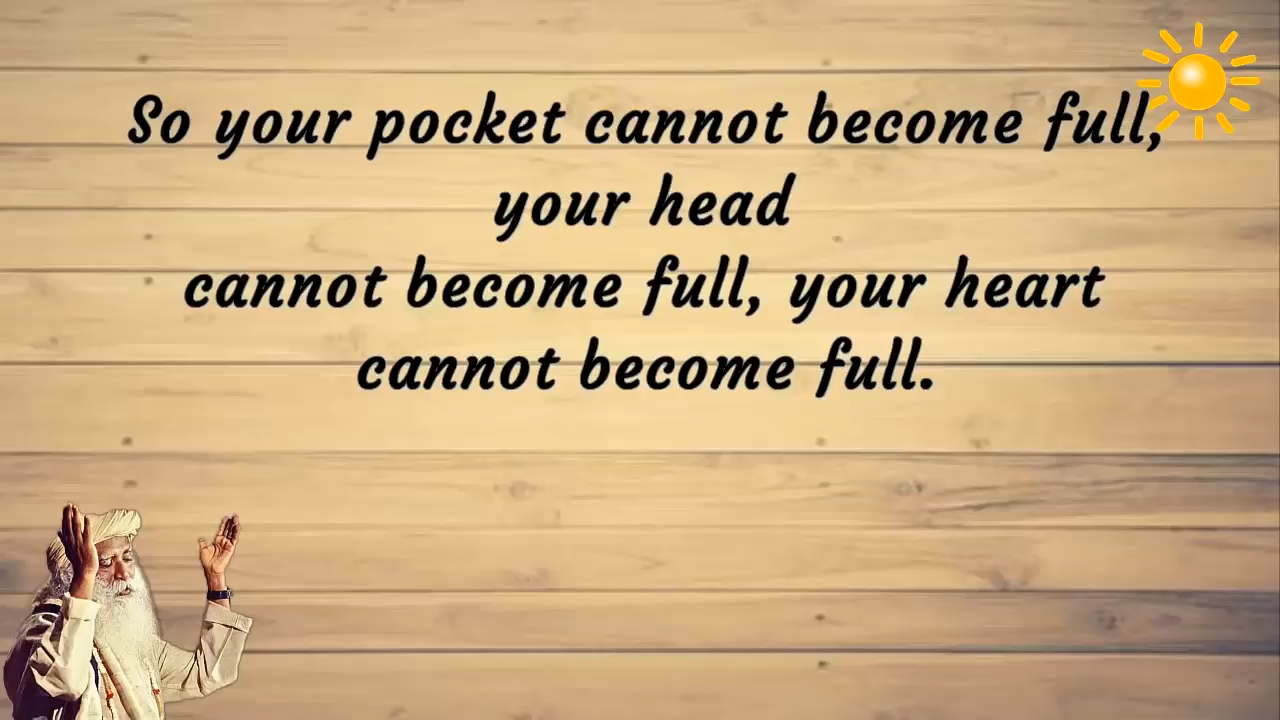 So your pocket cannot become full,
your head
cannot become full, your heart
cannot become full.